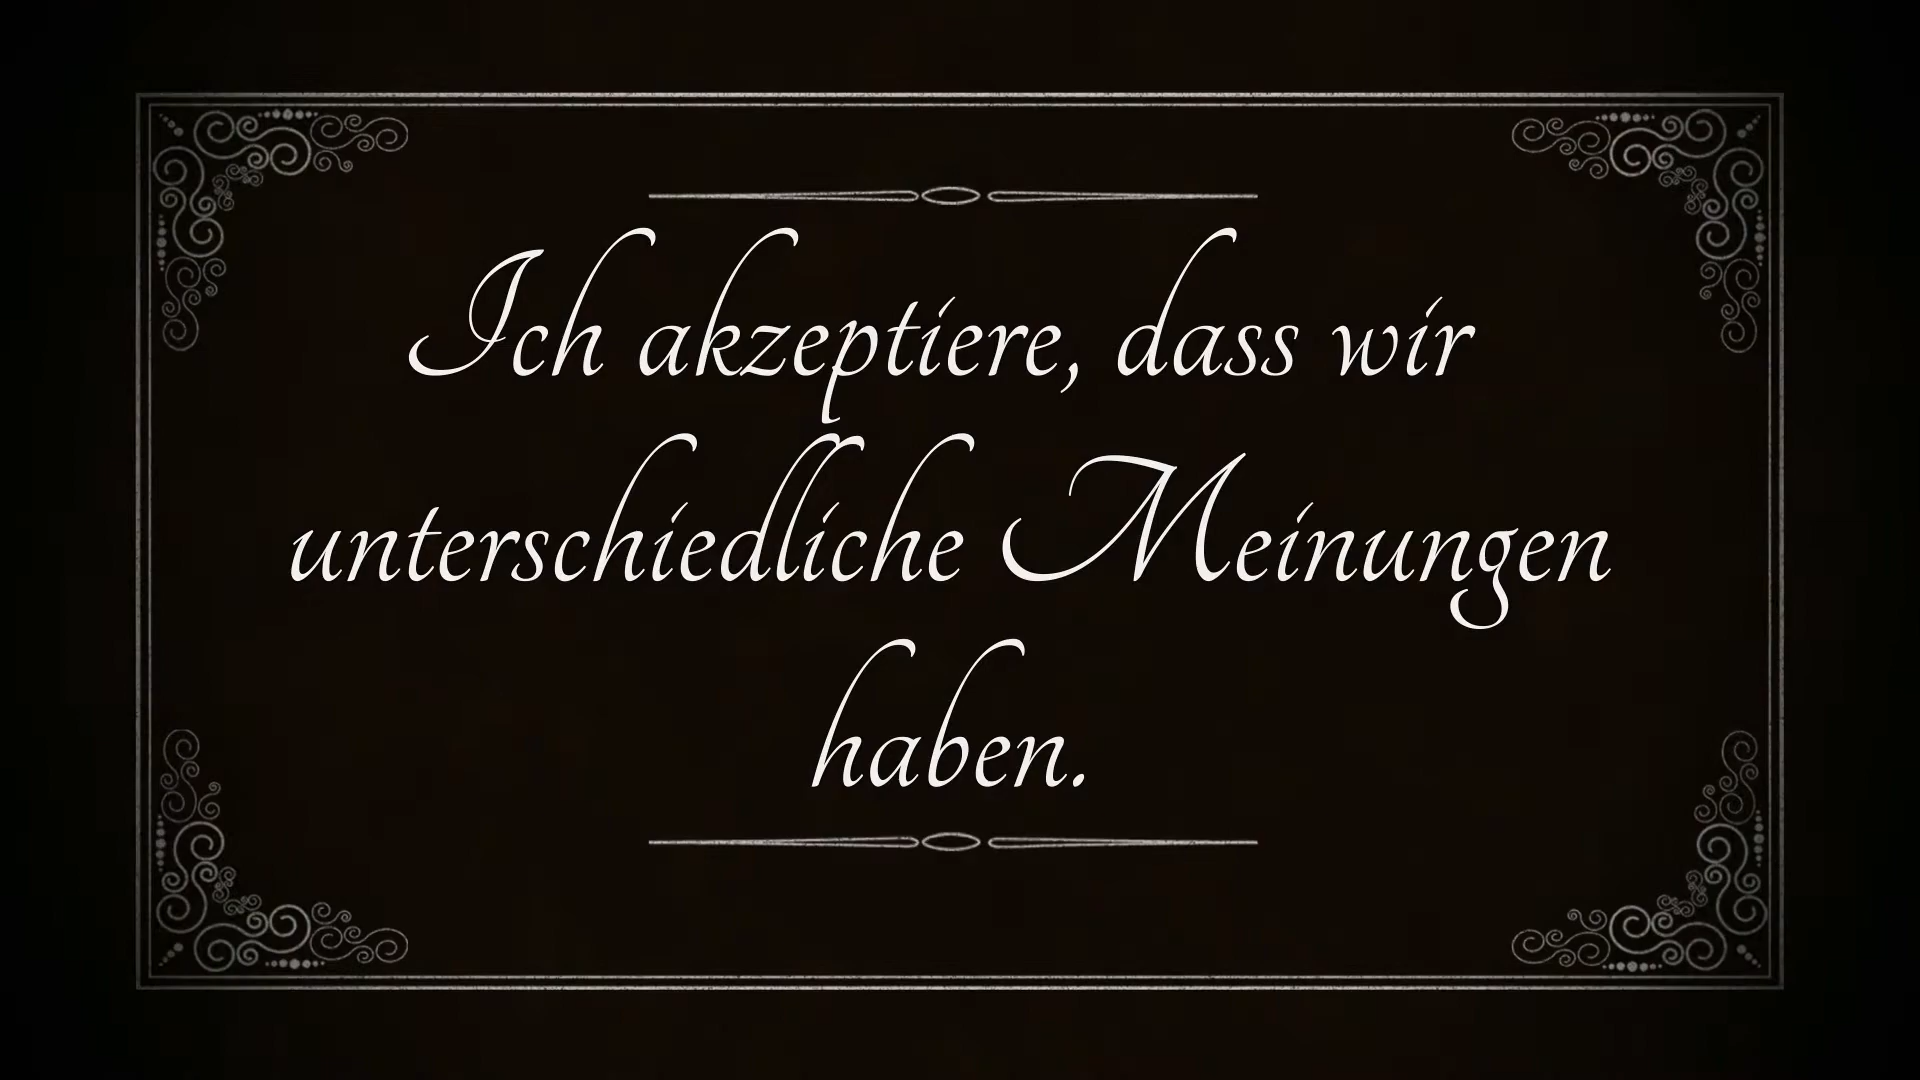 Ich akzeptiere, dass wir
unterschiedliche Meinungen
haben.